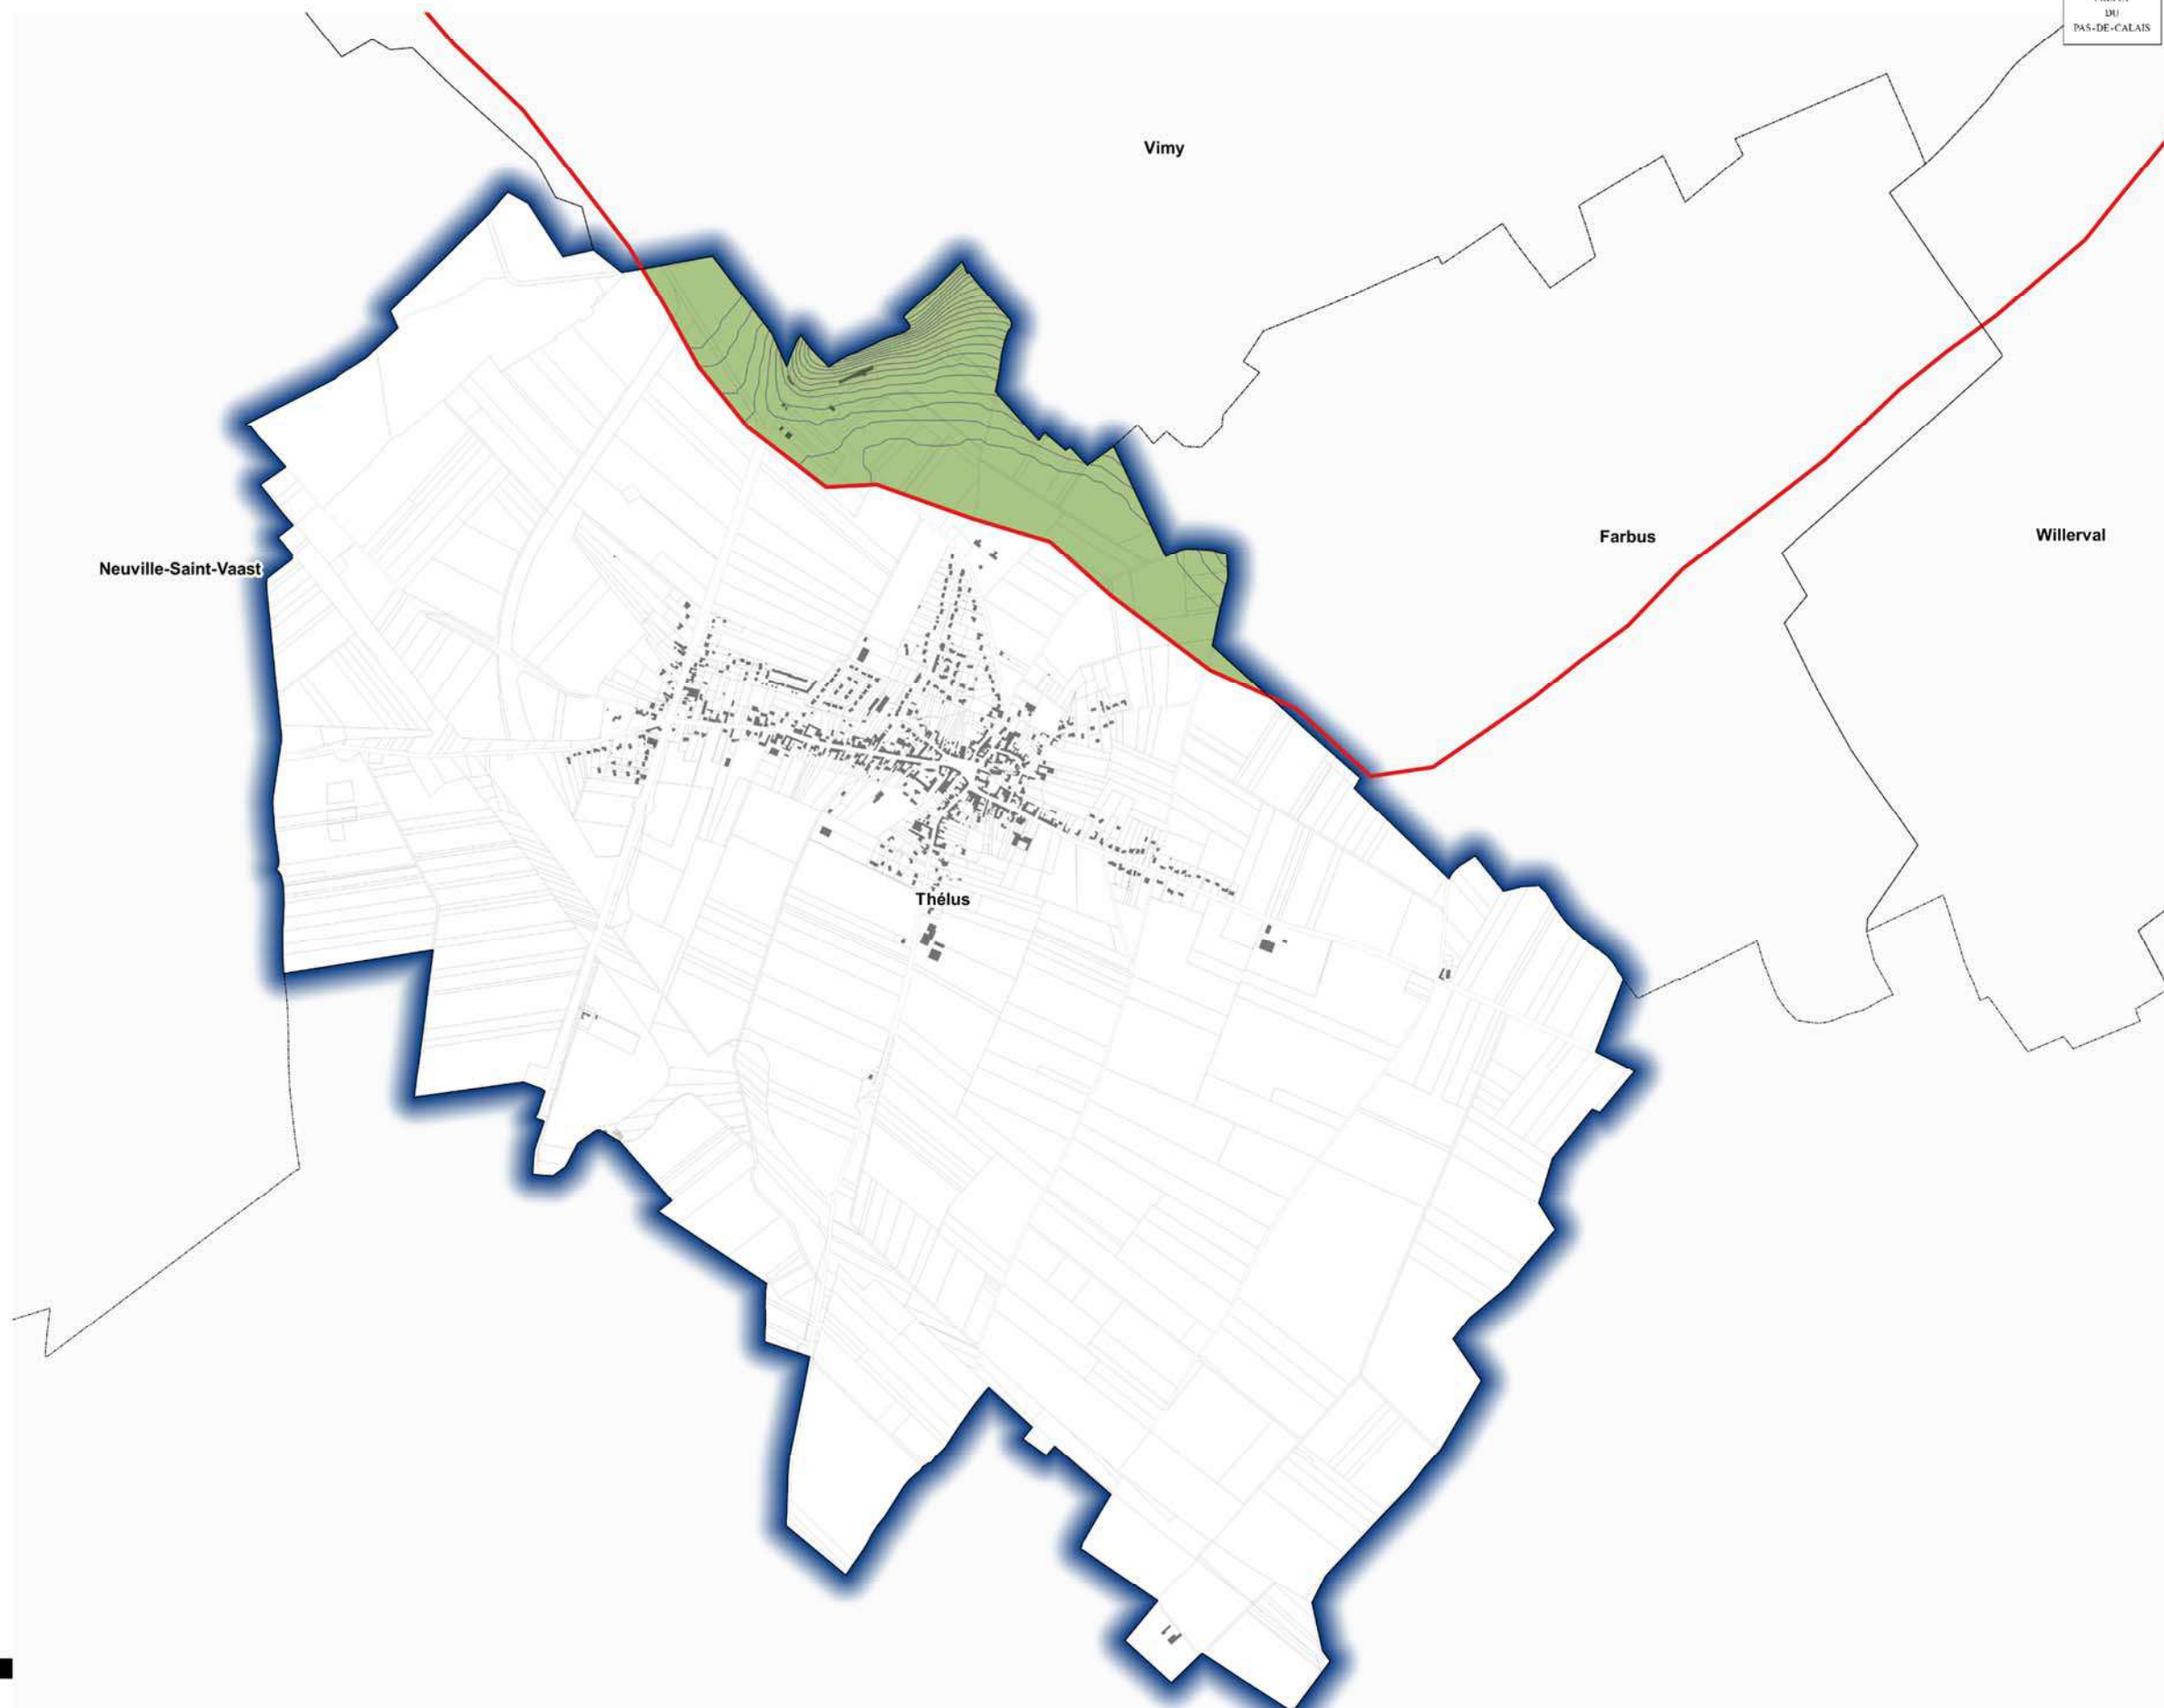 DU
PAS-DE-CALAIS
Vimy
Farbus
Willerval
Neuville-Saint-Vaast
Thélus